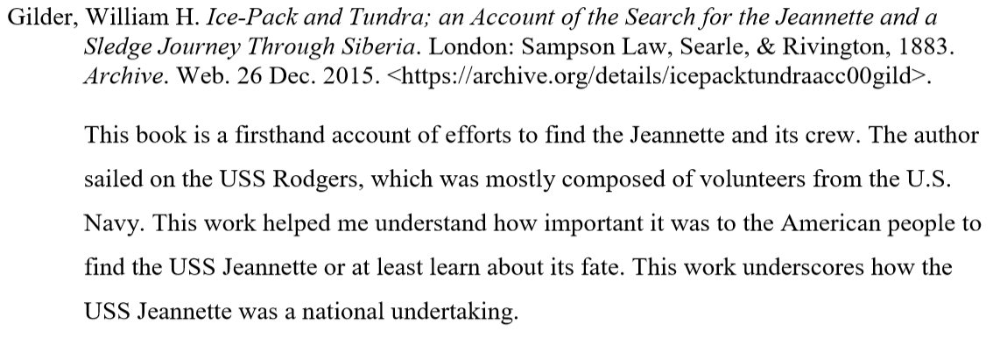 Gilder, William H. Ice-Pack and Tundra; an Account of the Search for the Jeannette and a
Sledge Journey Through Siberia. London: Sampson Law, Searle, & Rivington, 1883.
Archive. Web. 26 Dec. 2015. <https://archive.org/details/icepacktundraacc00gild>.
This book is a firsthand account of efforts to find the Jeannette and its crew. The author
sailed on the USS Rodgers, which was mostly composed of volunteers from the U.S.
Navy. This work helped me understand how important it was to the American people to
find the USS Jeannette or at least learn about its fate. This work underscores how the
USS Jeannette was a national undertaking.